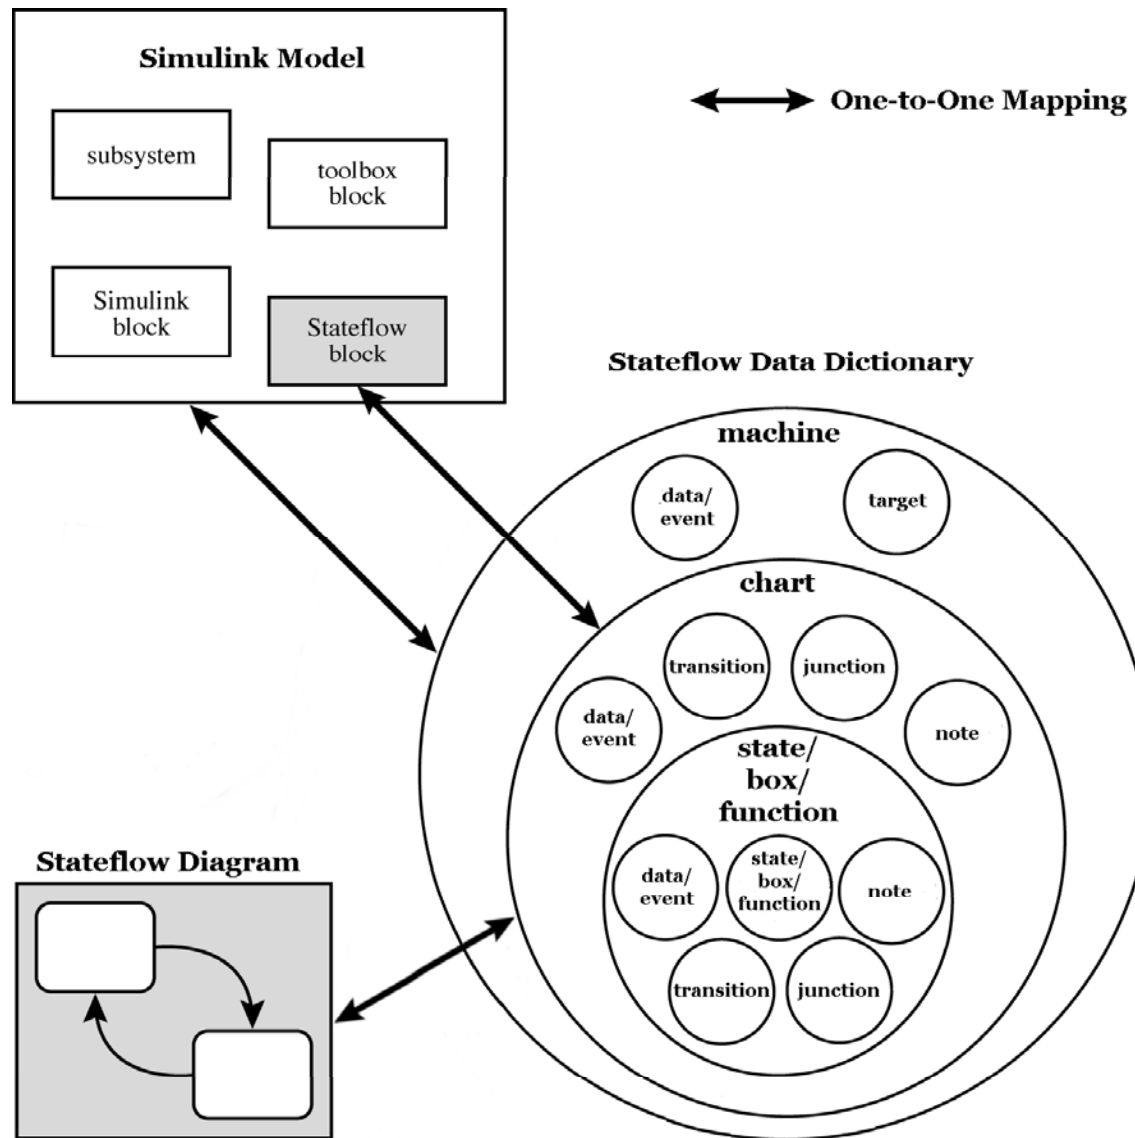 Simulink Model
One-to-One Mapping
subsystem
toolbox
block
Simulink
block
Stateflow
block
Stateflow Data Dictionary
machine
data/
event
target
chart
transition
junction
data/
event
note
state/
box/
function
data/
event
state/
box/
function
note
transition
junction
Stateflow Diagram